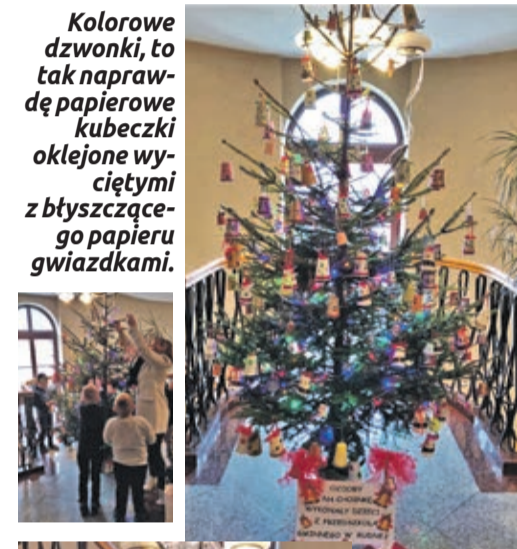 Kolorowe
dzwonki, to
tak napraw-
dę papierowe
kubeczki
oklejone wy-
ciętymi
z błyszczące-
go papieru
gwiazdkami.
OZDOBY
NA CHOINKĘ
WYKONAŁY DZIECI
Z PRZEDSZKOLA
GMINNEGO W